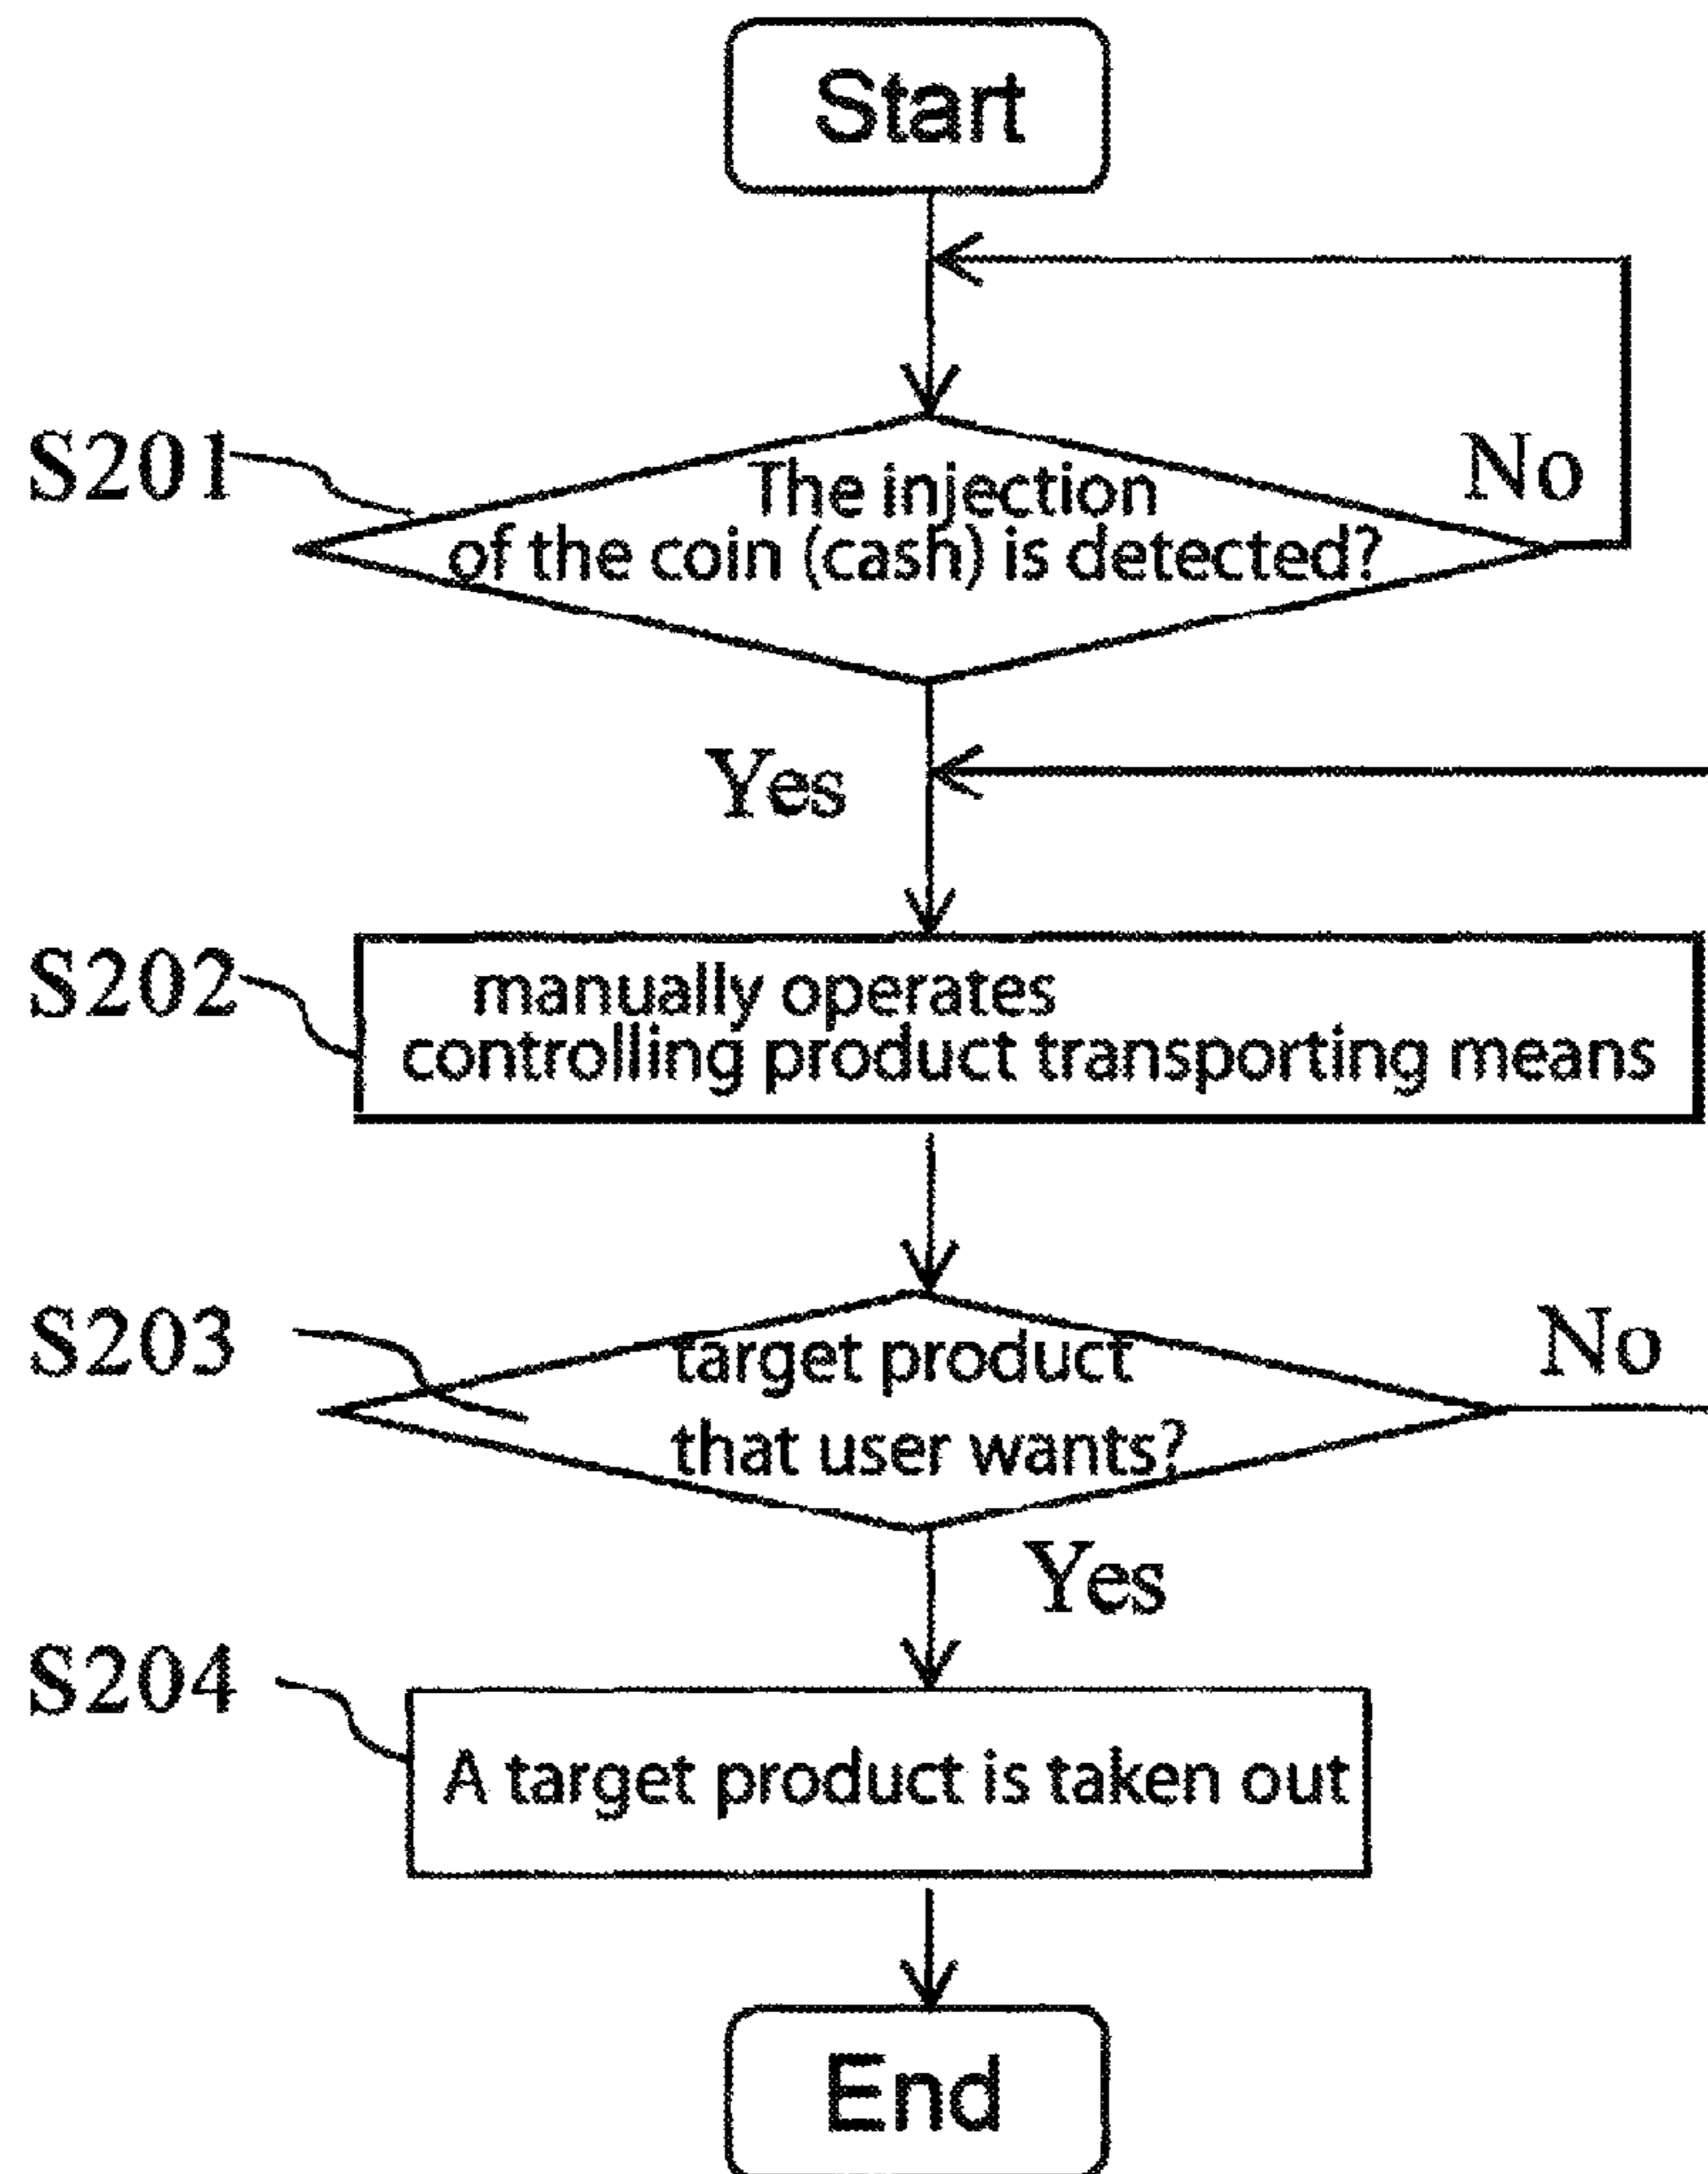 Start
S201
The injection
of the coin (cash) is detected?
No
Yes
S202
manually operates
controlling product transporting means
S203
target product
that user wants?
No
Yes
S204
A target product is taken out
End